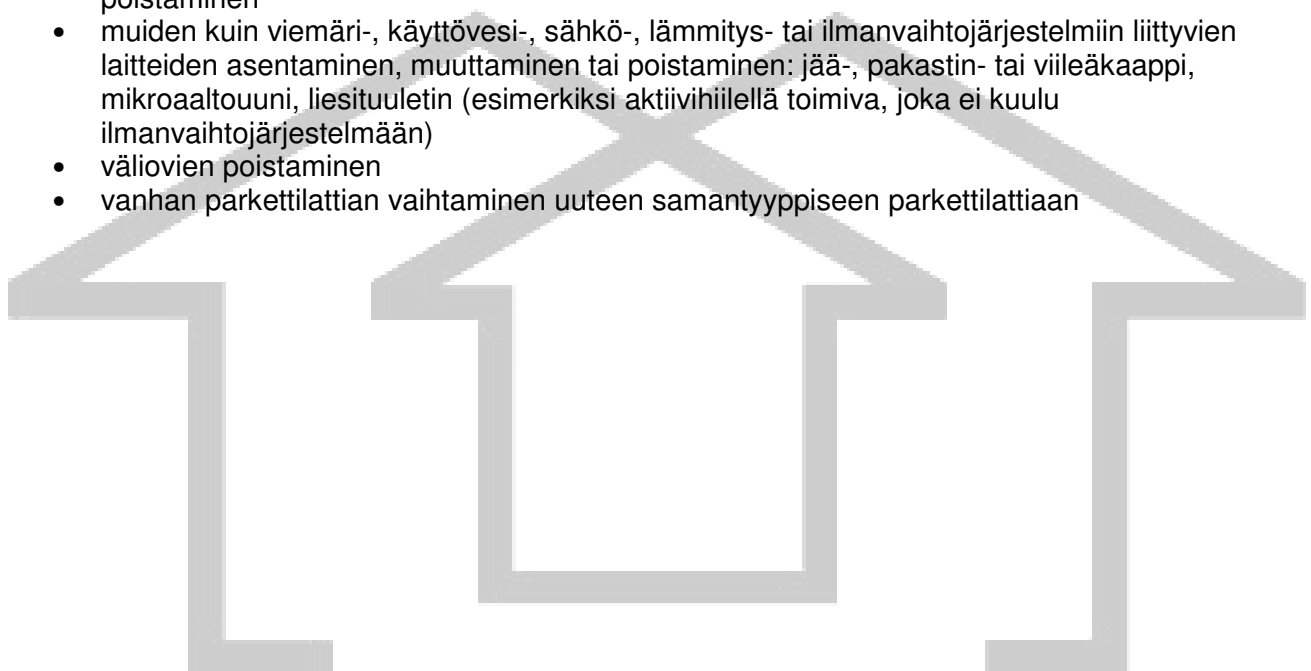 poistaminen
• muiden kuin viemäri-, käyttövesi-, sähkö-, lämmitys- tai ilmanvaihtojärjestelmiin liittyvien
laitteiden asentaminen, muuttaminen tai poistaminen: jää-, pakastin- tai viileäkaappi,
mikroaaltouuni, liesituuletin (esimerkiksi aktiivihiilellä toimiva, joka ei kuulu
ilmanvaihtojärjestelmään)
• väliovien poistaminen
• vanhan parkettilattian vaihtaminen uuteen samantyyppiseen parkettilattiaan